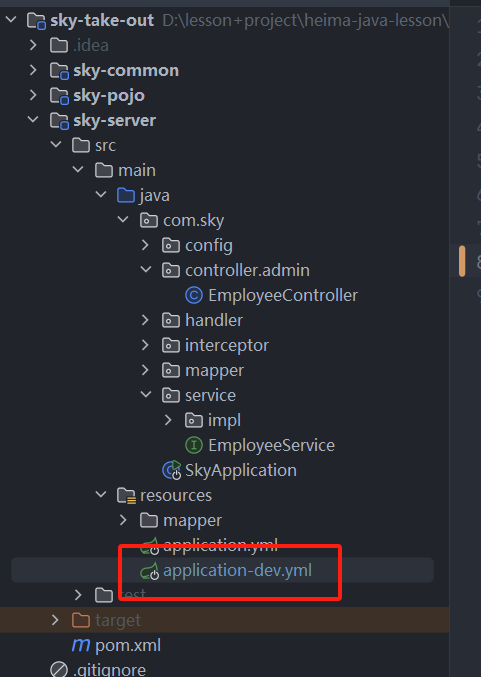 sky-take-out D:\lesson+project\heima-java-lesson\
.idea
sky-common
sky-pojo
sky-server
src
main
java
com.sky
config
controller.admin
EmployeeController
handler
interceptor
mapper
service
impl
EmployeeService
SkyApplication
resources
mapper
application.yml
application-dev.yml
test
target
pom.xml
.gitignore